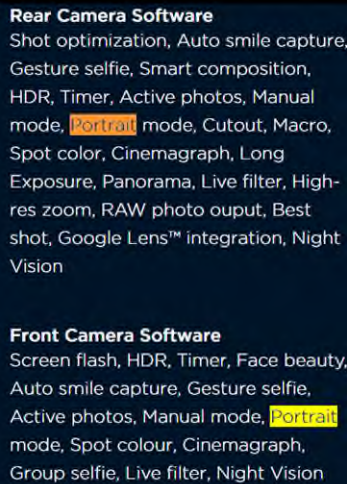 Rear Camera Software
Shot optimization, Auto smile capture,
Gesture selfie, Smart composition,
HDR, Timer, Active photos, Manual
mode, Portrait mode, Cutout, Macro,
Spot color, Cinemagraph, Long
Exposure, Panorama, Live filter, High-
res zoom, RAW photo ouput, Best
shot, Google Lens™ integration, Night
Vision
Front Camera Software
Screen flash, HDR, Timer, Face beauty,
Auto smile capture, Gesture selfie,
Active photos, Manual mode, Portrait
mode, Spot colour, Cinemagraph,
Group selfie, Live filter, Night Vision